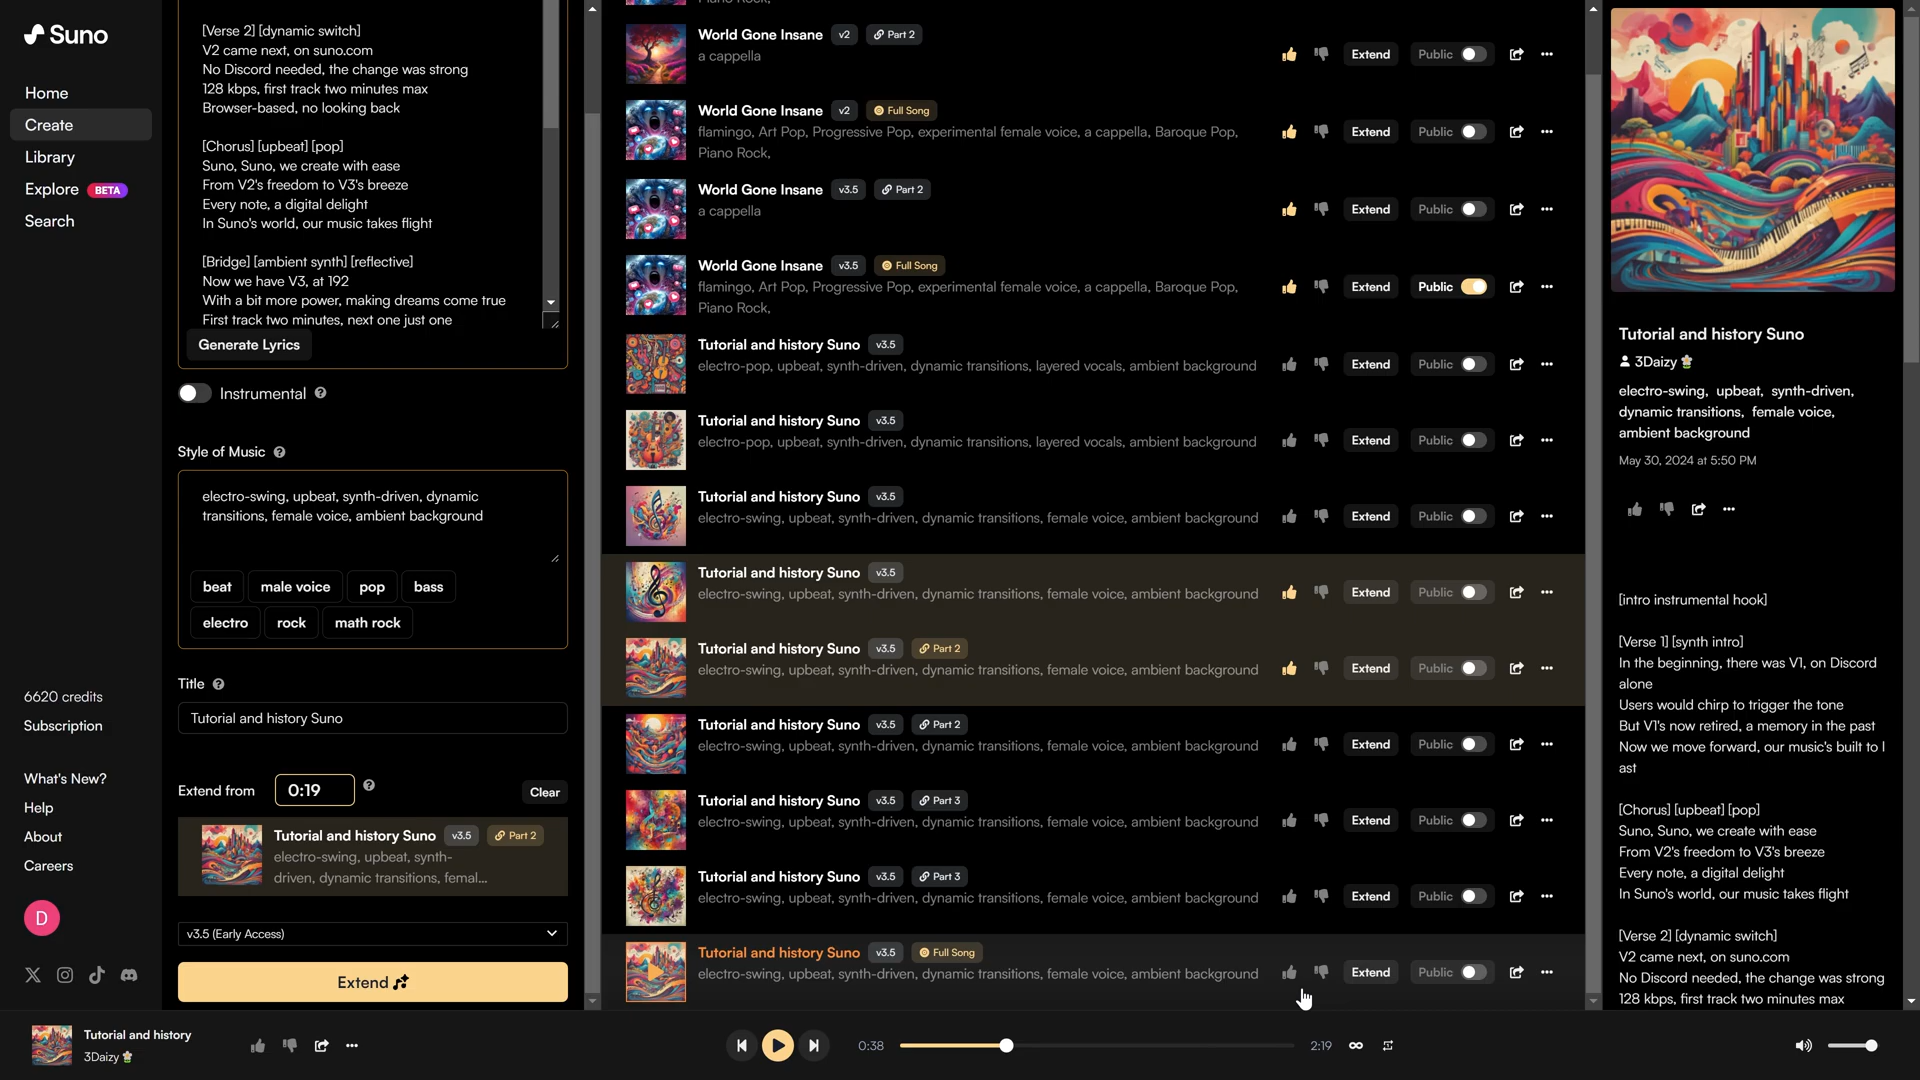 Suno
Home
Create
Library
Explore BETA
Search
6620 credits
Subscription
What's New?
Help
About
Careers
D
[Verse 2] [dynamic switch]
V2 came next, on suno.com
No Discord needed, the change was strong
128 kbps, first track two minutes max
Browser-based, no looking back
[Chorus] [upbeat] [pop]
Suno, Suno, we create with ease
From V2's freedom to V3's breeze
Every note, a digital delight
In Suno's world, our music takes flight
[Bridge] [ambient synth] [reflective]
Now we have V3, at 192
With a bit more power, making dreams come true
First track two minutes, next one just one
Generate Lyrics
Instrumental
Style of Music
electro-swing, upbeat, synth-driven, dynamic
transitions, female voice, ambient background
beat male voice pop bass
electro rock math rock
Title
Tutorial and history Suno
Extend from 0:19 Clear
Tutorial and history Suno v3.5 Part 2
electro-swing, upbeat, synth-
driven, dynamic transitions, femal...
v3.5 (Early Access)
Extend
Piano Rock,
World Gone Insane v2 Part 2
a cappella
Extend Public
World Gone Insane v2 Full Song
flamingo, Art Pop, Progressive Pop, experimental female voice, a cappella, Baroque Pop,
Piano Rock,
Extend Public
World Gone Insane v3.5 Part 2
a cappella
Extend Public
World Gone Insane v3.5 Full Song
flamingo, Art Pop, Progressive Pop, experimental female voice, a cappella, Baroque Pop,
Piano Rock,
Extend Public
Tutorial and history Suno v3.5
electro-pop, upbeat, synth-driven, dynamic transitions, layered vocals, ambient background
Extend Public
Tutorial and history Suno v3.5
electro-pop, upbeat, synth-driven, dynamic transitions, layered vocals, ambient background
Extend Public
Tutorial and history Suno v3.5
electro-swing, upbeat, synth-driven, dynamic transitions, female voice, ambient background
Extend Public
Tutorial and history Suno v3.5
electro-swing, upbeat, synth-driven, dynamic transitions, female voice, ambient background
Extend Public
Tutorial and history Suno v3.5 Part 2
electro-swing, upbeat, synth-driven, dynamic transitions, female voice, ambient background
Extend Public
Tutorial and history Suno v3.5 Part 2
electro-swing, upbeat, synth-driven, dynamic transitions, female voice, ambient background
Extend Public
Tutorial and history Suno v3.5 Part 3
electro-swing, upbeat, synth-driven, dynamic transitions, female voice, ambient background
Extend Public
Tutorial and history Suno v3.5 Part 3
electro-swing, upbeat, synth-driven, dynamic transitions, female voice, ambient background
Extend Public
Tutorial and history Suno v3.5 Full Song
electro-swing, upbeat, synth-driven, dynamic transitions, female voice, ambient background
Extend Public
Tutorial and history Suno
3Daizy
electro-swing, upbeat, synth-driven,
dynamic transitions, female voice,
ambient background
May 30, 2024 at 5:50 PM
[intro instrumental hook]
[Verse 1] [synth intro]
In the beginning, there was V1, on Discord
alone
Users would chirp to trigger the tone
But V1's now retired, a memory in the past
Now we move forward, our music's built to l
ast
[Chorus] [upbeat] [pop]
Suno, Suno, we create with ease
From V2's freedom to V3's breeze
Every note, a digital delight
In Suno's world, our music takes flight
[Verse 2] [dynamic switch]
V2 came next, on suno.com
No Discord needed, the change was strong
128 kbps, first track two minutes max
Tutorial and history
3Daizy
0:38
2:19